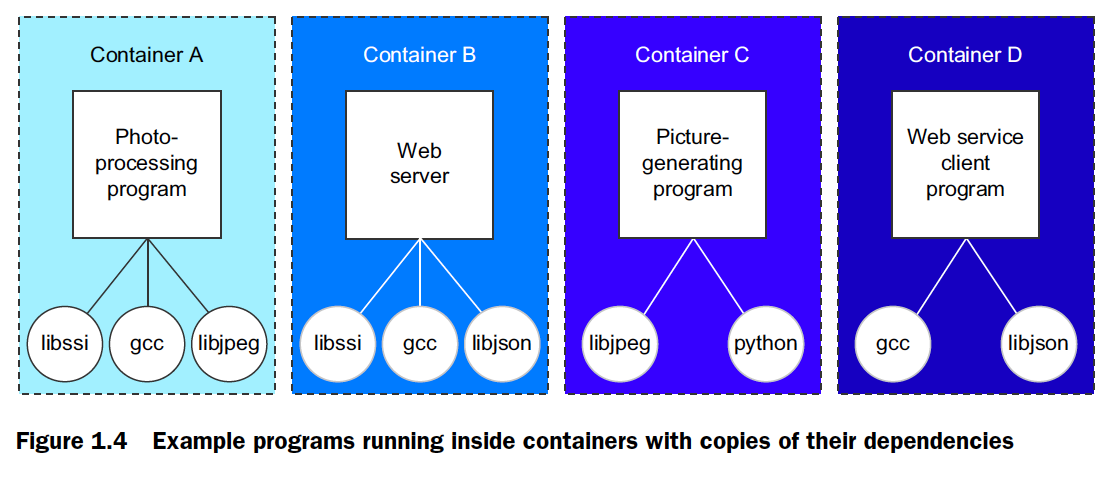 Container A
Photo-
processing
program
libssi
gcc
libjpeg
Container B
Web
server
libssi
gcc
libjson
Container C
Picture-
generating
program
libjpeg
python
Container D
Web service
client
program
gcc
libjson
Figure 1.4 Example programs running inside containers with copies of their dependencies